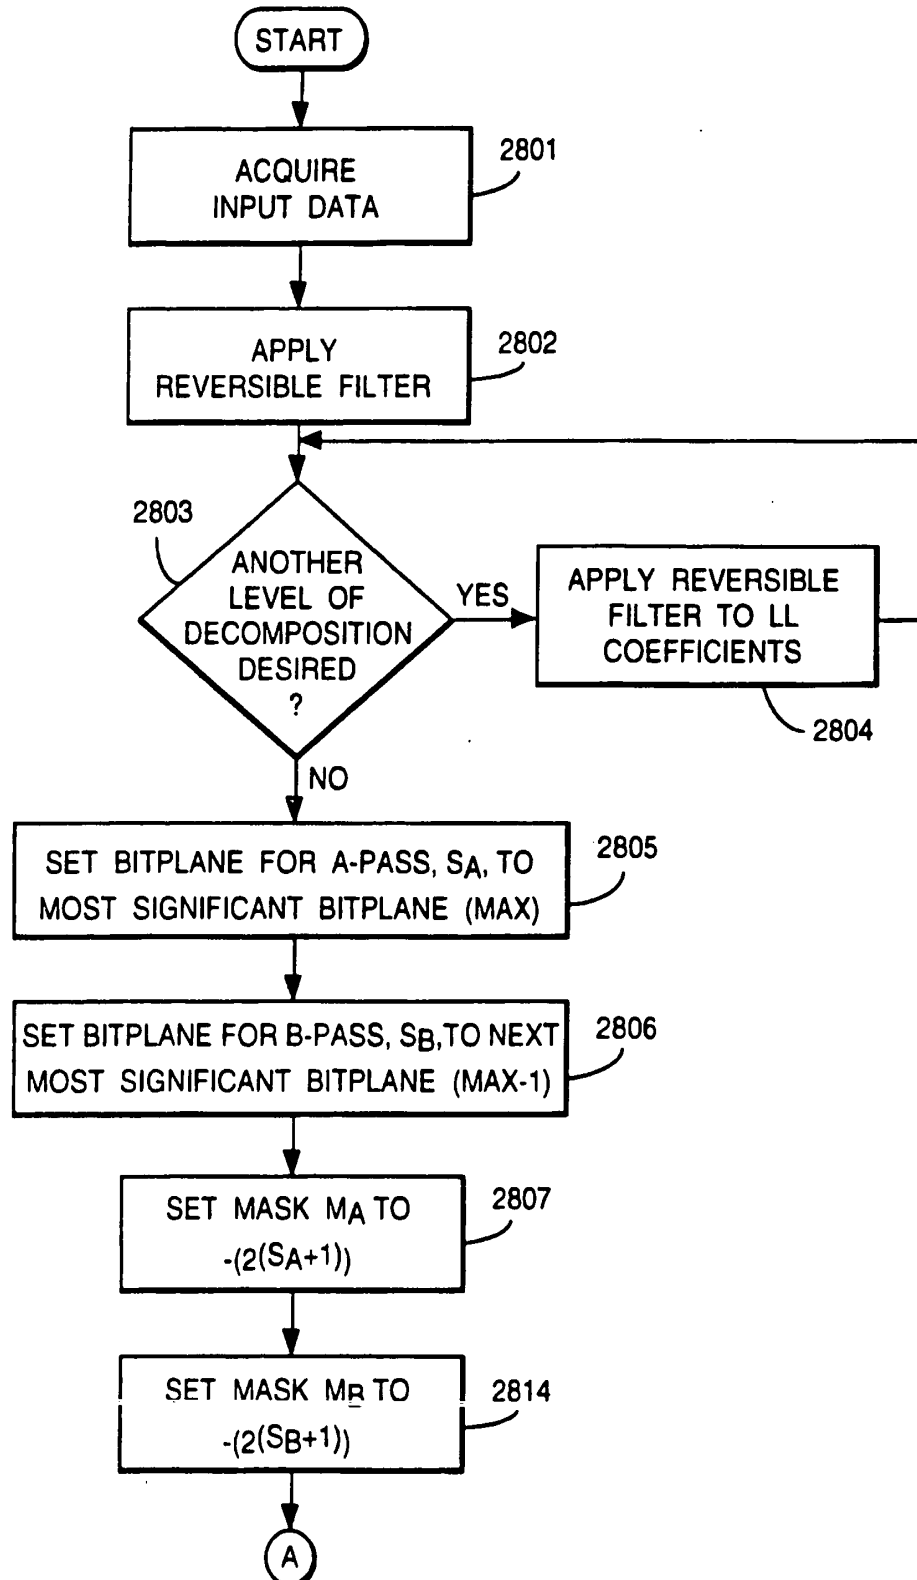 START
ACQUIRE
INPUT DATA
2801
APPLY
REVERSIBLE FILTER
2802
2803
ANOTHER
LEVEL OF
DECOMPOSITION
DESIRED
?
YES
APPLY REVERSIBLE
FILTER TO LL
COEFFICIENTS
2804
NO
SET BITPLANE FOR A-PASS, SA, TO
MOST SIGNIFICANT BITPLANE (MAX)
2805
SET BITPLANE FOR B-PASS, SB, TO NEXT
MOST SIGNIFICANT BITPLANE (MAX-1)
2806
SET MASK MA TO
-(2(SA+1))
2807
SET MASK MB TO
-(2(SB+1))
2814
A